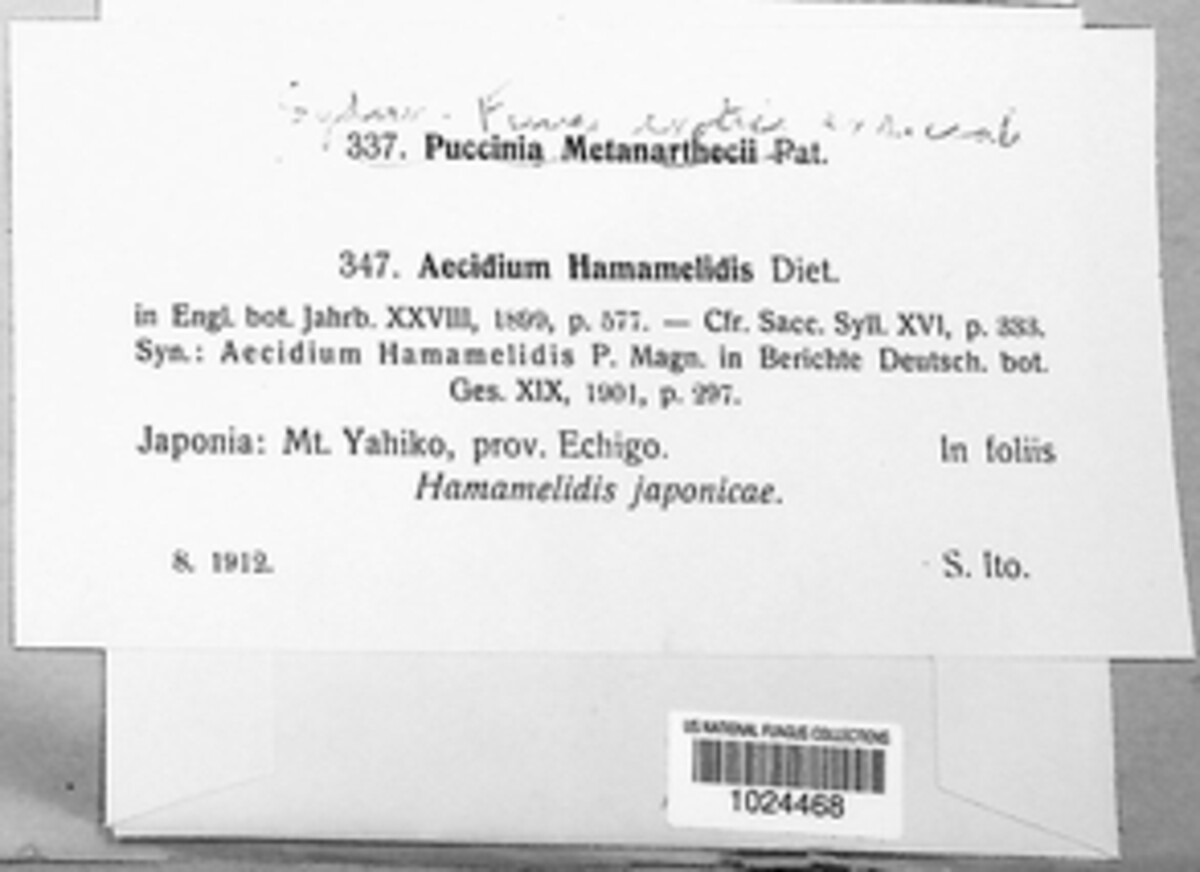 337. Puccinia Metanarthecii Pat.
347. Aecidium Hamamelidis Diet.
in Engl. bot. Jahrb. XXVIII, 1899, p. 577. — Cfr. Sacc. Syll. XVI, p. 333.
Syn.: Aecidium Hamamelidis P. Magn. in Berichte Deutsch. bot.
Ges. XIX, 1901, p. 297.
Japonia: Mt. Yahiko, prov. Echigo. In foliis
Hamamelidis japonicae.
8. 1912. S. Ito.
US NATIONAL FUNGUS COLLECTIONS
1024468